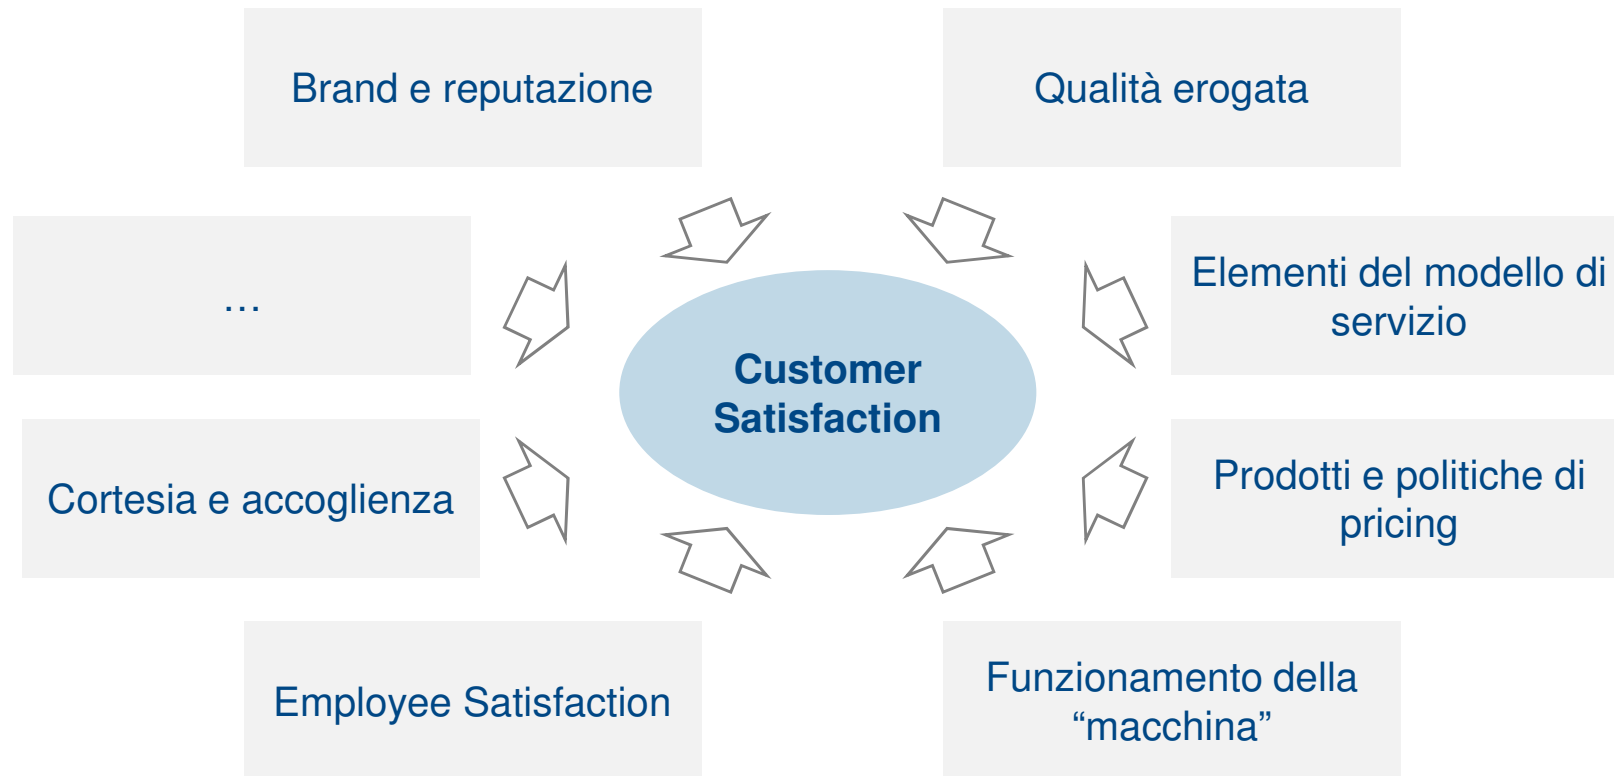 Brand e reputazione
Qualità erogata
…
Elementi del modello di
servizio
Customer
Satisfaction
Cortesia e accoglienza
Prodotti e politiche di
pricing
Employee Satisfaction
Funzionamento della
“macchina”